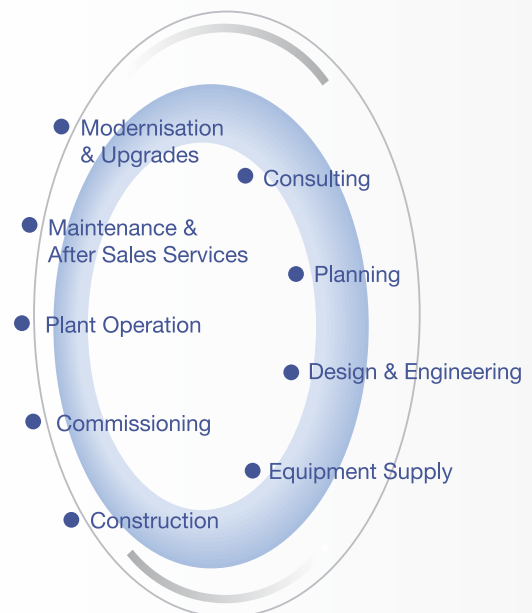 Modernisation
& Upgrades
Consulting
Maintenance &
After Sales Services
Planning
Plant Operation
Design & Engineering
Commissioning
Equipment Supply
Construction